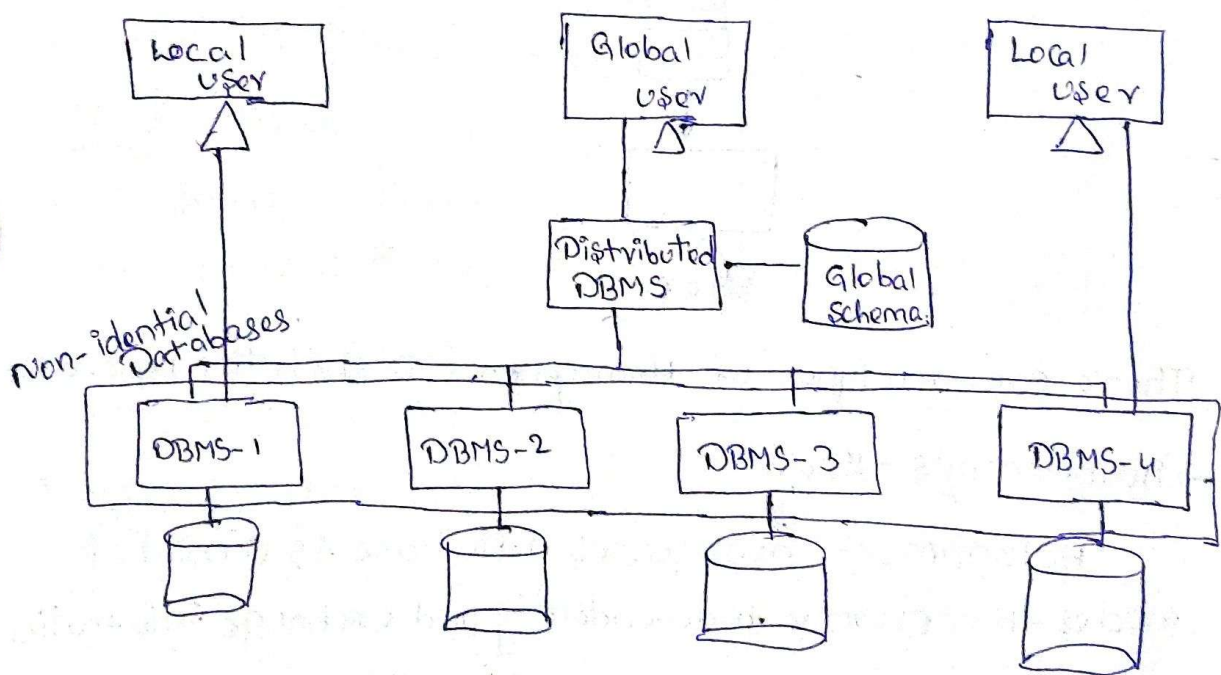 Local
user
Global
user
Local
user
Distributed
DBMS
Global
schema
Non-idential
Databases.
DBMS-1
DBMS-2
DBMS-3
DBMS-4